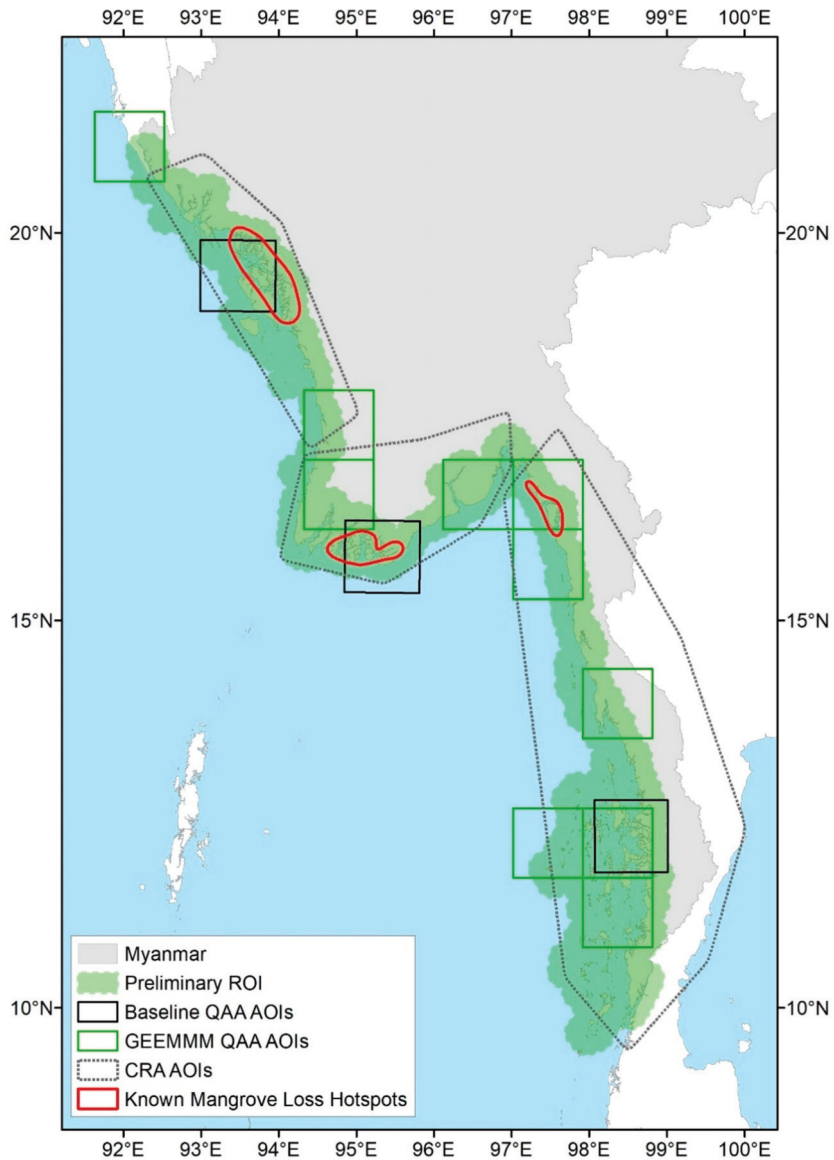 92°E 93°E 94°E 95°E 96°E 97°E 98°E 99°E 100°E
20°N 20°N
15°N 15°N
10°N 10°N
Myanmar
Preliminary ROI
Baseline QAA AOIs
GEEMMM QAA AOIs
CRA AOIs
Known Mangrove Loss Hotspots
92°E 93°E 94°E 95°E 96°E 97°E 98°E 99°E 100°E